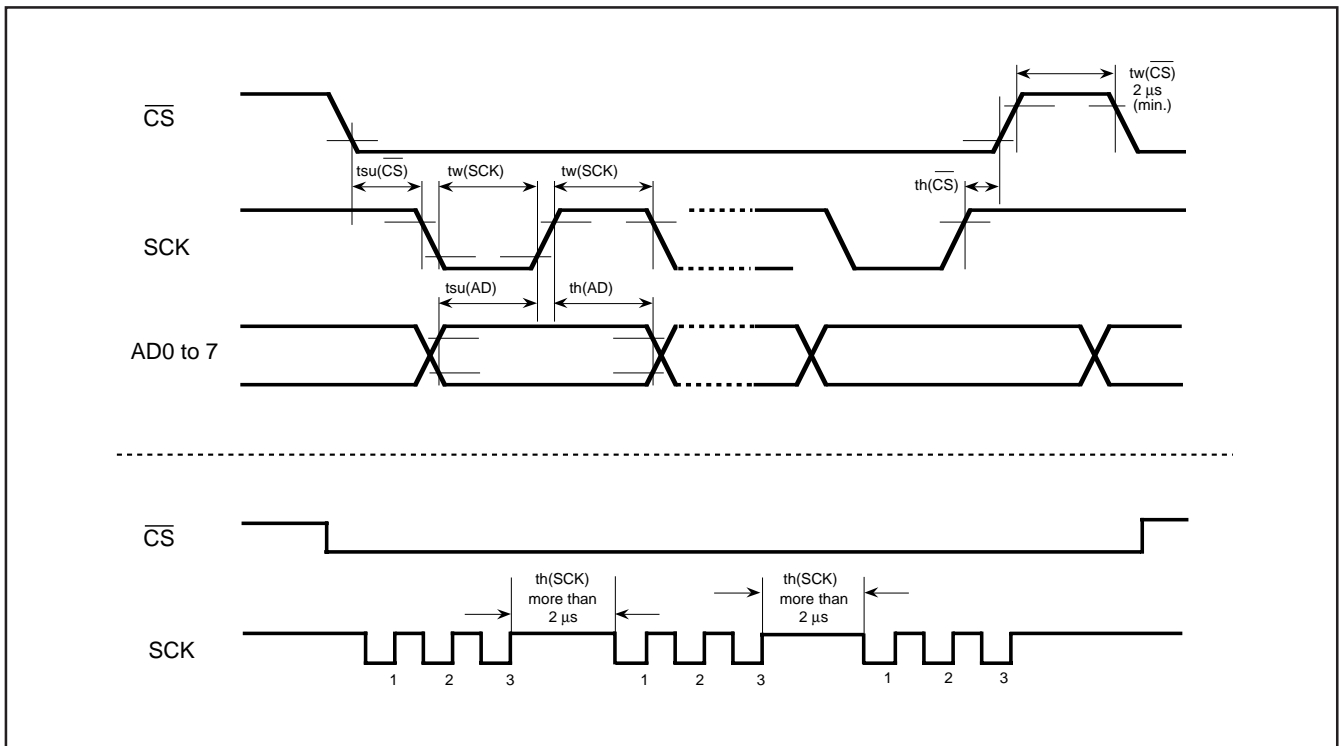 CS
tw(CS)
2 µs
(min.)
tsu(CS)
tw(SCK)
tw(SCK)
th(CS)
SCK
tsu(AD)
th(AD)
AD0 to 7
CS
th(SCK)
more than
2 µs
th(SCK)
more than
2 µs
SCK
1 2 3 1 2 3 1 2 3